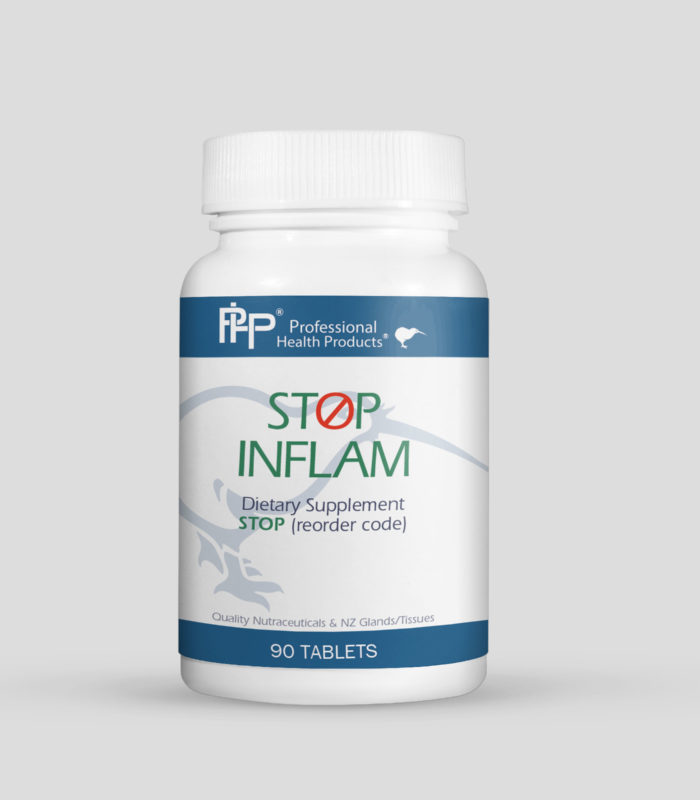 PHP® Professional
Health Products®
STOP
INFLAM
Dietary Supplement
STOP (reorder code)
Quality Nutraceuticals & NZ Glands/Tissues
90 TABLETS